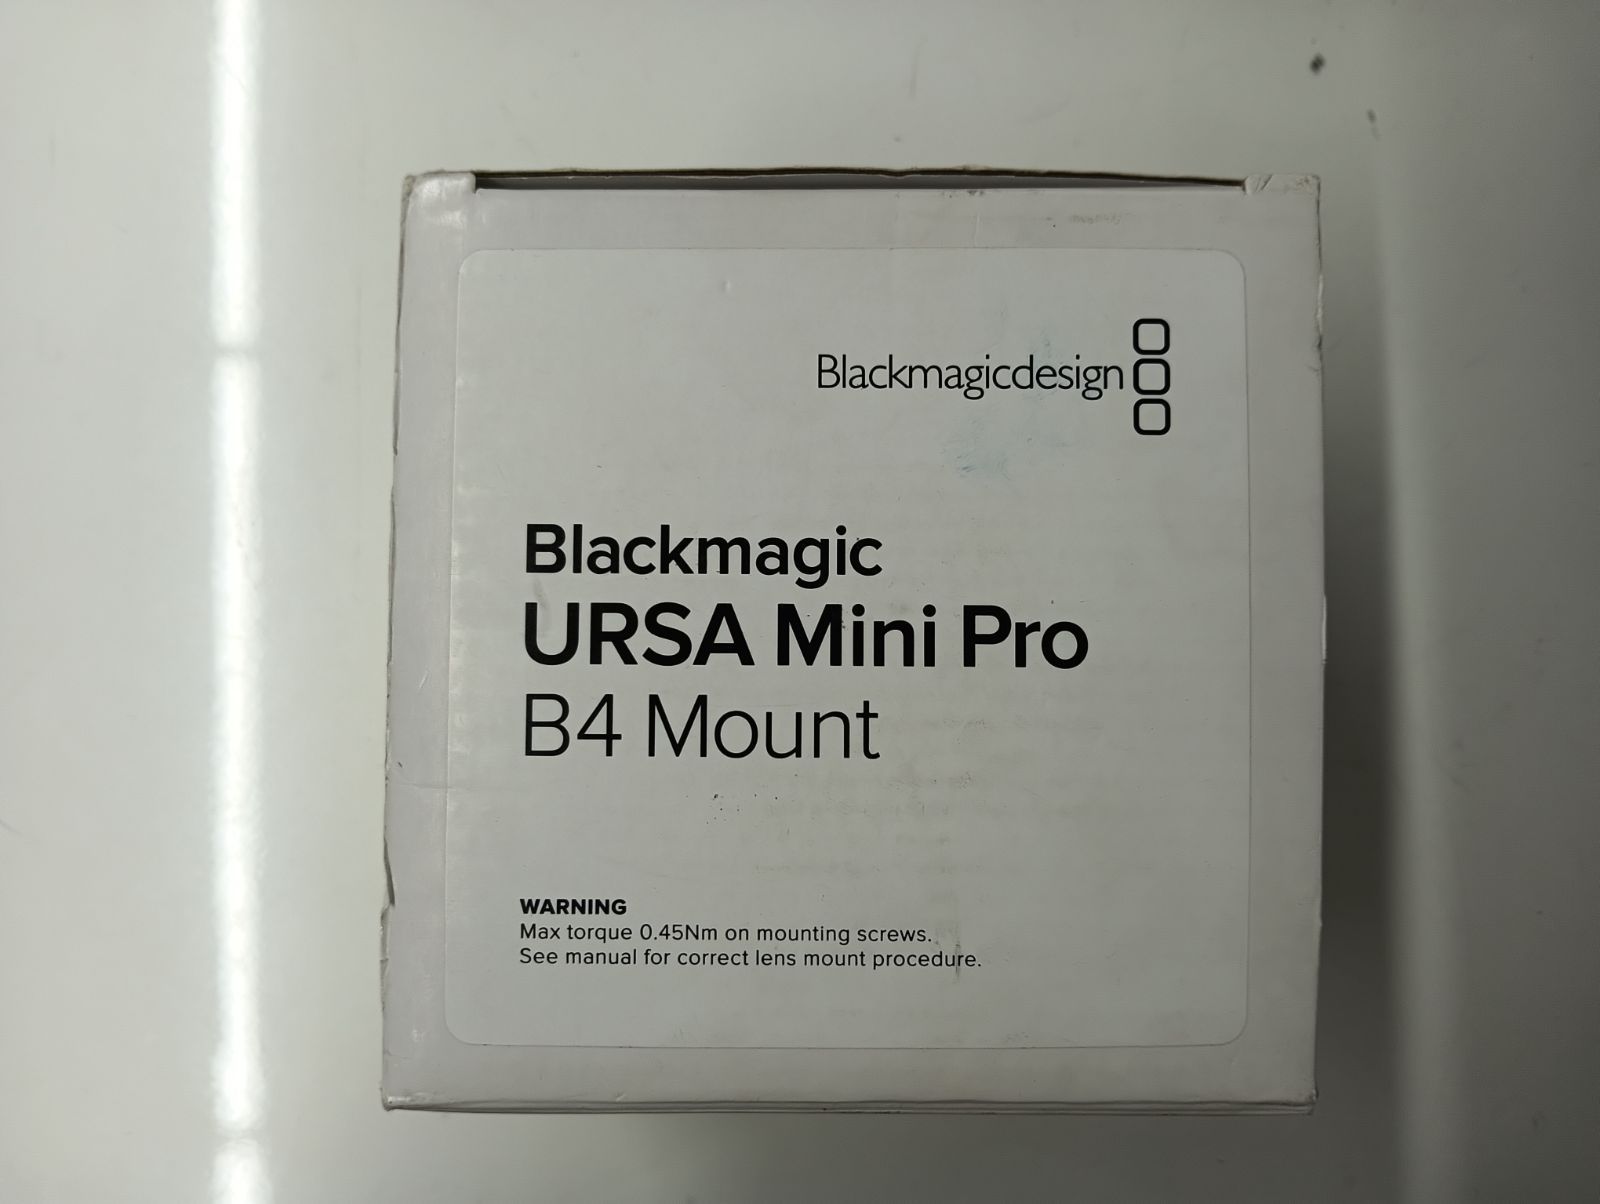 Blackmagicdesign
Blackmagic
URSA Mini Pro
B4 Mount
WARNING
Max torque 0.45Nm on mounting screws.
See manual for correct lens mount procedure.